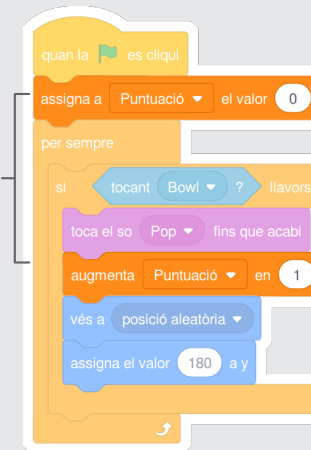 quan la es cliqui
assigna a Puntuació el valor 0
per sempre
si tocant Bowl ? llavors
toca el so Pop fins que acabi
augmenta Puntuació en 1
vés a posició aleatòria
assigna el valor 180 a y